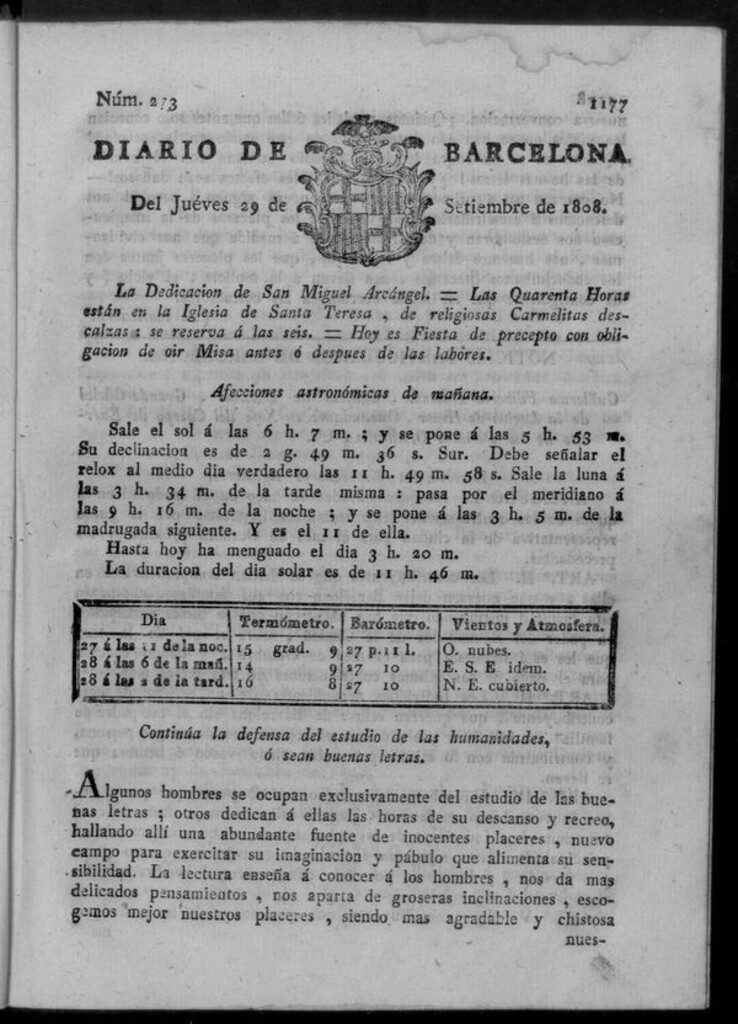 Núm. 273 1177
DIARIO DE BARCELONA.
Del Juéves 29 de Setiembre de 1808.
La Dedicacion de San Miguel Arcángel. = Las Quarenta Horas
están en la Iglesia de Santa Teresa , de religiosas Carmelitas des-
calzas : se reserva á las seis. = Hoy es Fiesta de precepto con obli-
gacion de oir Misa antes ó despues de las labóres.
Afecciones astronómicas de mañana.
Sale el sol á las 6 h. 7 m. ; y se pone á las 5 h. 53 m.
Su declinacion es de 2 g. 49 m. 36 s. Sur. Debe señalar el
relox al medio dia verdadero las 11 h. 49 m. 58 s. Sale la luna á
las 3 h. 34 m. de la tarde misma : pasa por el meridiano á
las 9 h. 16 m. de la noche ; y se pone á las 3 h. 5 m. de la
madrugada siguiente. Y es el 11 de ella.
Hasta hoy ha menguado el dia 3 h. 20 m.
La duracion del dia solar es de 11 h. 46 m.
Dia Termómetro. Barómetro. Vientos y Atmosfera.
27 á las 11 de la noc. 15 grad. 9 27 p. 11 l. O. nubes.
28 á las 6 de la mañ. 14 9 27 10 E. S. E. idem.
28 á las 2 de la tard. 16 8 27 10 N. E. cubierto.
Continúa la defensa del estudio de las humanidades,
ó sean buenas letras.
Algunos hombres se ocupan exclusivamente del estudio de las bue-
nas letras ; otros dedican á ellas las horas de su descanso y recreo,
hallando allí una abundante fuente de inocentes placeres , nuevo
campo para exercitar su imaginacion y pábulo que alimenta su sen-
sibilidad. La lectura enseña á conocer á los hombres , nos da mas
delicados pensamientos , nos aparta de groseras inclinaciones , esco-
gemos mejor nuestros placeres , siendo mas agradable y chistosa
nues-